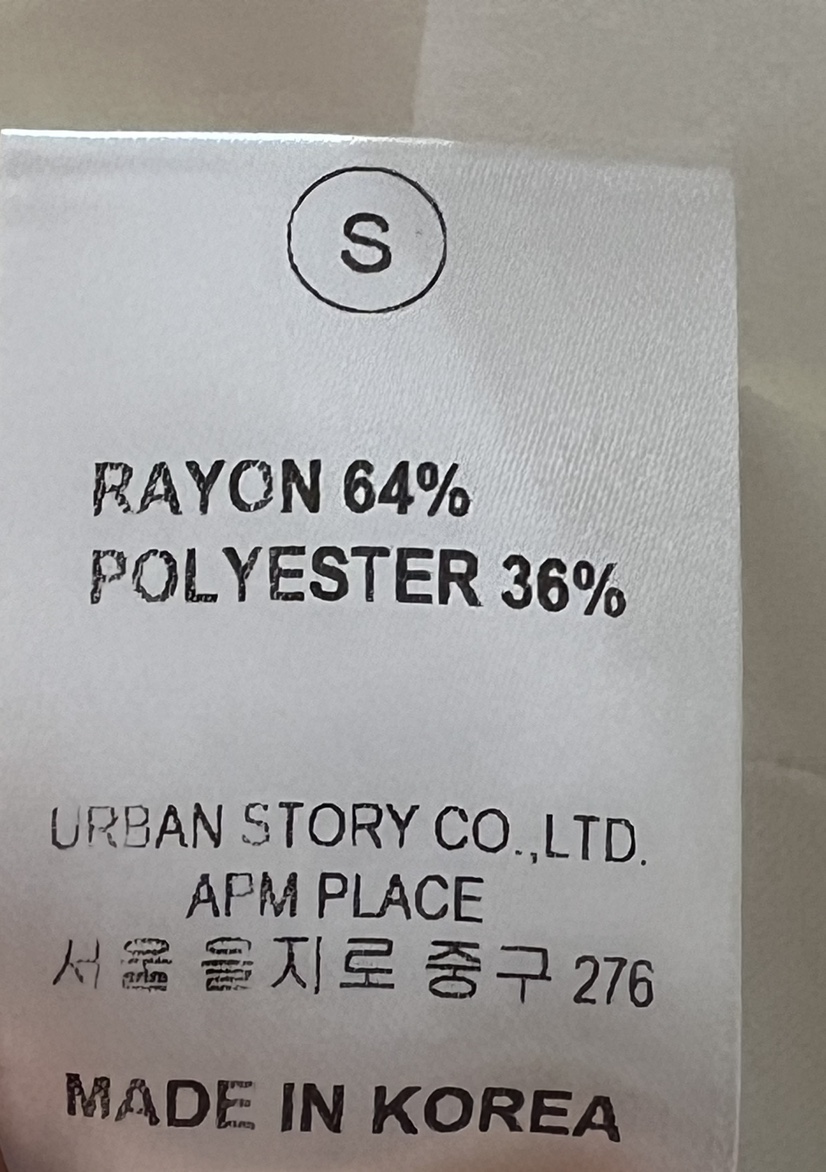 S
RAYON 64%
POLYESTER 36%
URBAN STORY CO.,LTD.
APM PLACE
서울 을지로 중구 276
MADE IN KOREA